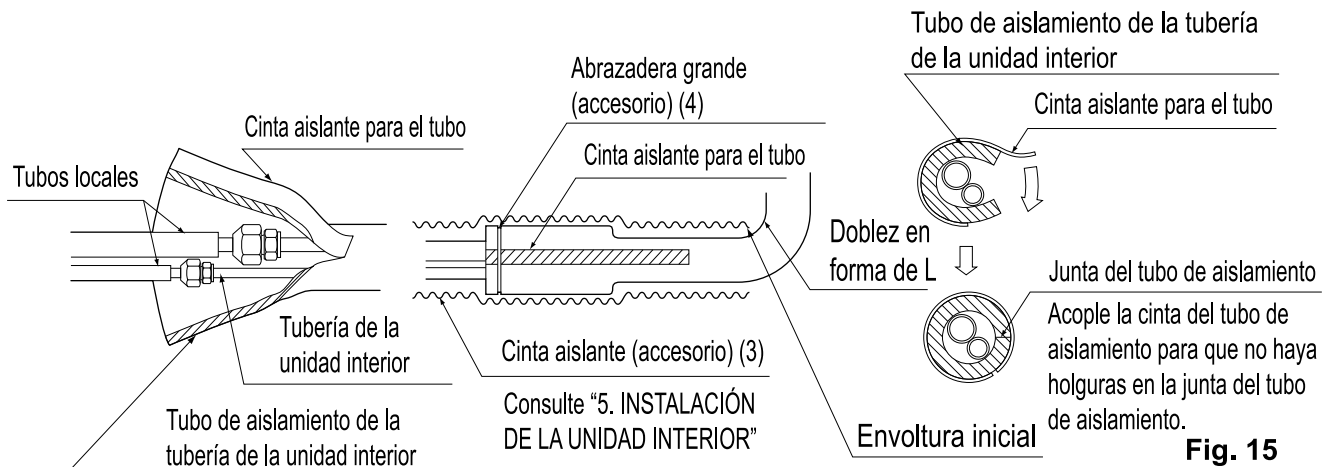 Tubos locales
Cinta aislante para el tubo
Tubería de la
unidad interior
Tubo de aislamiento de la
tubería de la unidad interior
Abrazadera grande
(accesorio) (4)
Cinta aislante para el tubo
Cinta aislante (accesorio) (3)
Consulte “5. INSTALACIÓN
DE LA UNIDAD INTERIOR”
Doblez en
forma de L
Envoltura inicial
Tubo de aislamiento de la tubería
de la unidad interior
Cinta aislante para el tubo
Junta del tubo de aislamiento
Acople la cinta del tubo de
aislamiento para que no haya
holguras en la junta del tubo
de aislamiento.
Fig. 15